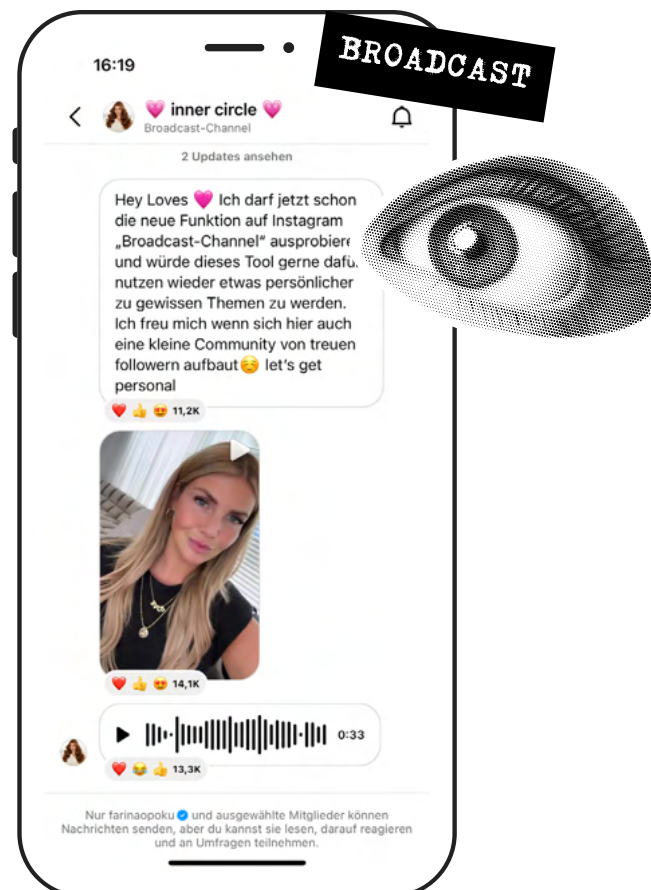 BROADCAST
16:19
💗 inner circle 💗
Broadcast-Channel
2 Updates ansehen
Hey Loves 💗 Ich darf jetzt schon
die neue Funktion auf Instagram
„Broadcast-Channel“ ausprobiere
und würde dieses Tool gerne dafü
nutzen wieder etwas persönlicher
zu gewissen Themen zu werden.
Ich freu mich wenn sich hier auch
eine kleine Community von treuen
followern aufbaut☺️ let's get
personal
❤️ 👍 😍 11,2K
❤️ 👍 😍 14,1K
0:33
❤️ 😂 👍 13,3K
Nur farinaopoku und ausgewählte Mitglieder können
Nachrichten senden, aber du kannst sie lesen, darauf reagieren
und an Umfragen teilnehmen.